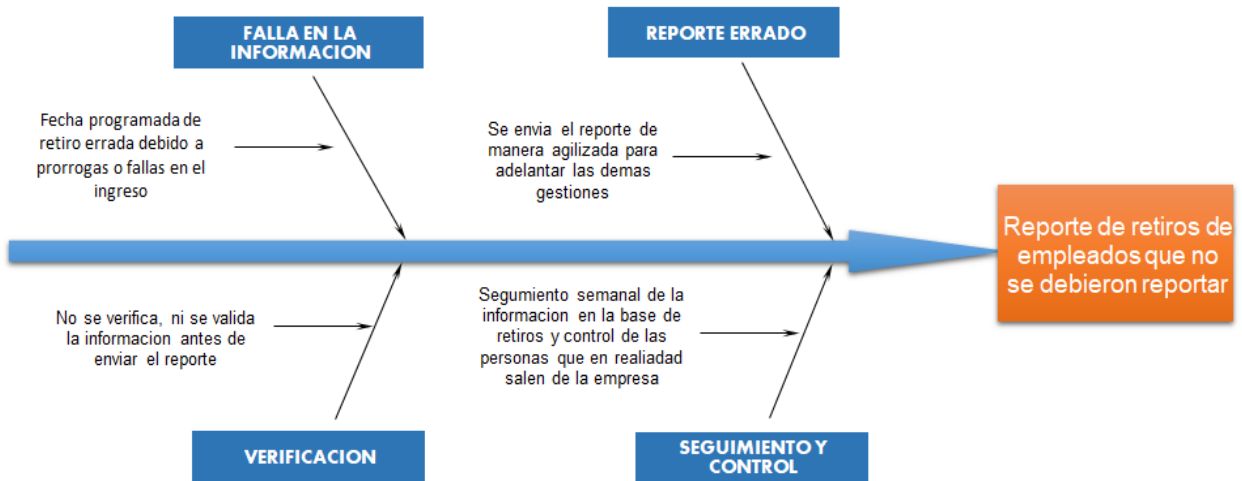 FALLA EN LA
INFORMACION
REPORTE ERRADO
Fecha programada de
retiro errada debido a
prorrogas o fallas en el
ingreso
Se envia el reporte de
manera agilizada para
adelantar las demas
gestiones
Reporte de retiros de
empleados que no
se debieron reportar
No se verifica, ni se valida
la informacion antes de
enviar el reporte
Segumiento semanal de la
informacion en la base de
retiros y control de las
personas que en realiadad
salen de la empresa
VERIFICACION
SEGUIMIENTO Y
CONTROL